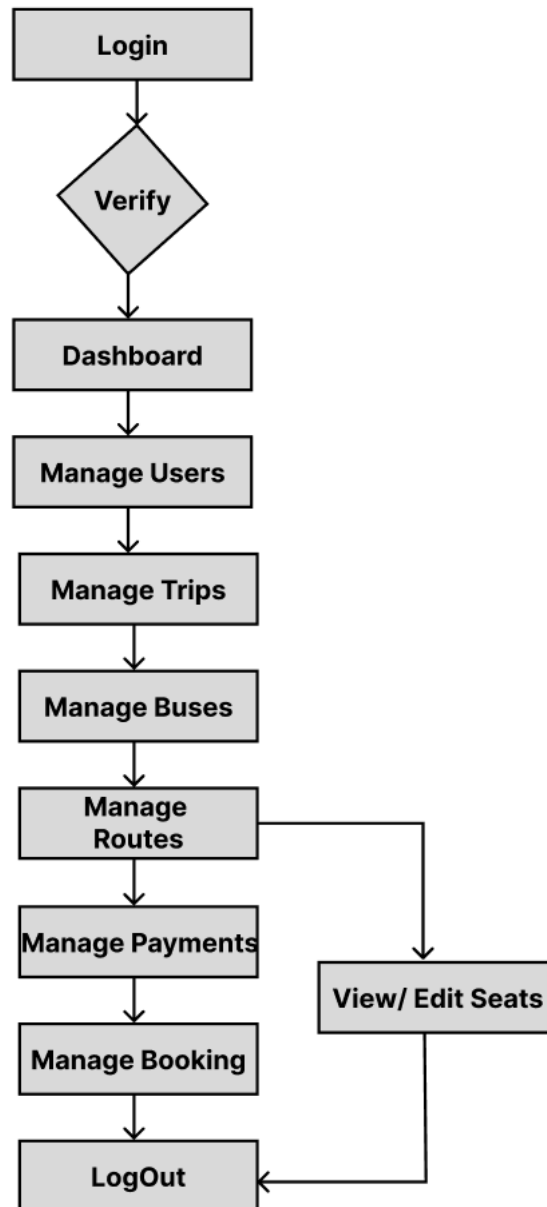 Login
Verify
Dashboard
Manage Users
Manage Trips
Manage Buses
Manage
Routes
Manage Payments
View/ Edit Seats
Manage Booking
LogOut